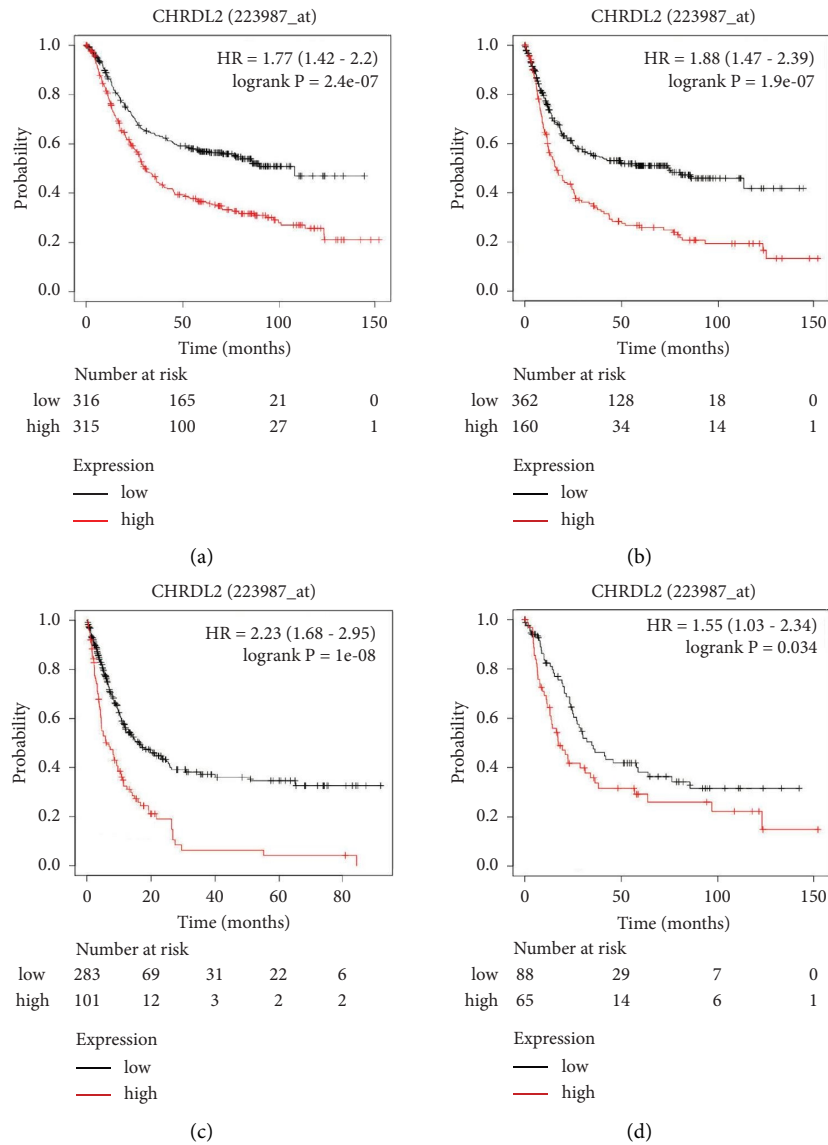 CHRDL2 (223987_at)
HR = 1.77 (1.42 - 2.2)
logrank P = 2.4e-07
Probability
1.0
0.8
0.6
0.4
0.2
0.0
0 50 100 150
Time (months)
Number at risk
low 316 165 21 0
high 315 100 27 1
Expression
low
high
(a)
CHRDL2 (223987_at)
HR = 1.88 (1.47 - 2.39)
logrank P = 1.9e-07
Probability
1.0
0.8
0.6
0.4
0.2
0.0
0 50 100 150
Time (months)
Number at risk
low 362 128 18 0
high 160 34 14 1
Expression
low
high
(b)
CHRDL2 (223987_at)
HR = 2.23 (1.68 - 2.95)
logrank P = 1e-08
Probability
1.0
0.8
0.6
0.4
0.2
0.0
0 20 40 60 80
Time (months)
Number at risk
low 283 69 31 22 6
high 101 12 3 2 2
Expression
low
high
(c)
CHRDL2 (223987_at)
HR = 1.55 (1.03 - 2.34)
logrank P = 0.034
Probability
1.0
0.8
0.6
0.4
0.2
0.0
0 50 100 150
Time (months)
Number at risk
low 88 29 7 0
high 65 14 6 1
Expression
low
high
(d)